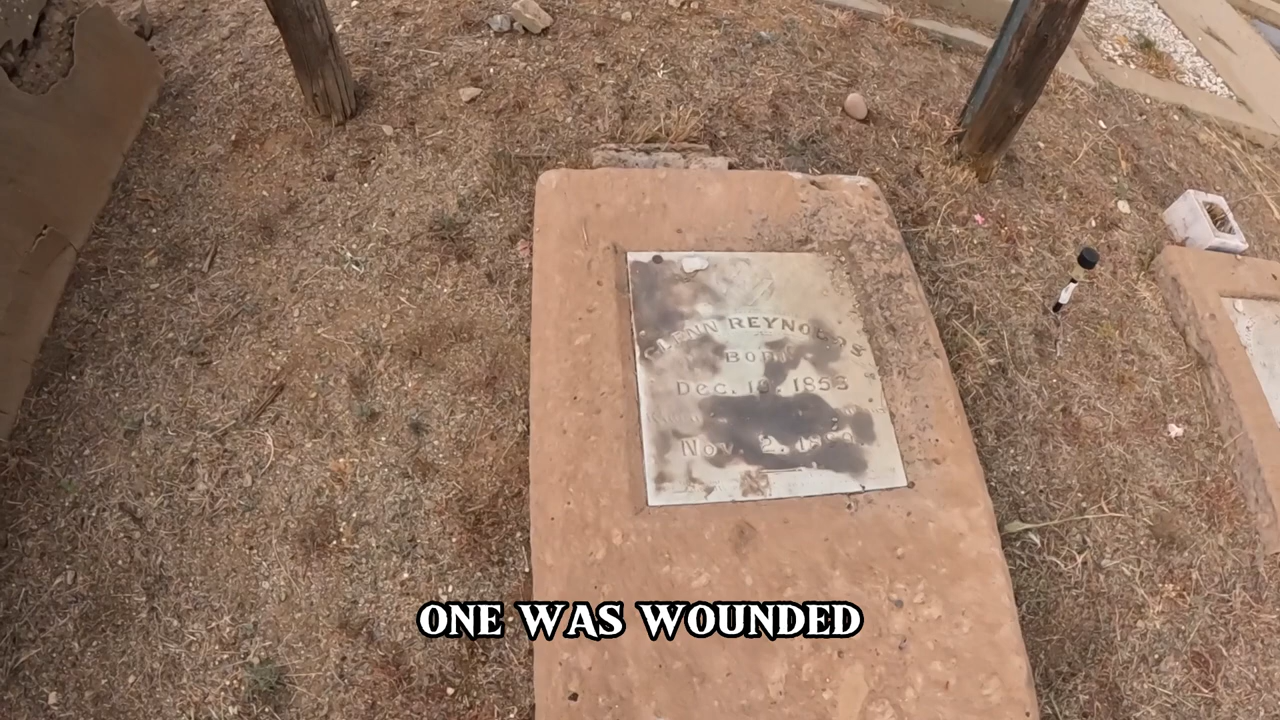 GLENN REYNOLDS
BORN
Dec. 19, 1853
Nov. 2, 1889
ONE WAS WOUNDED